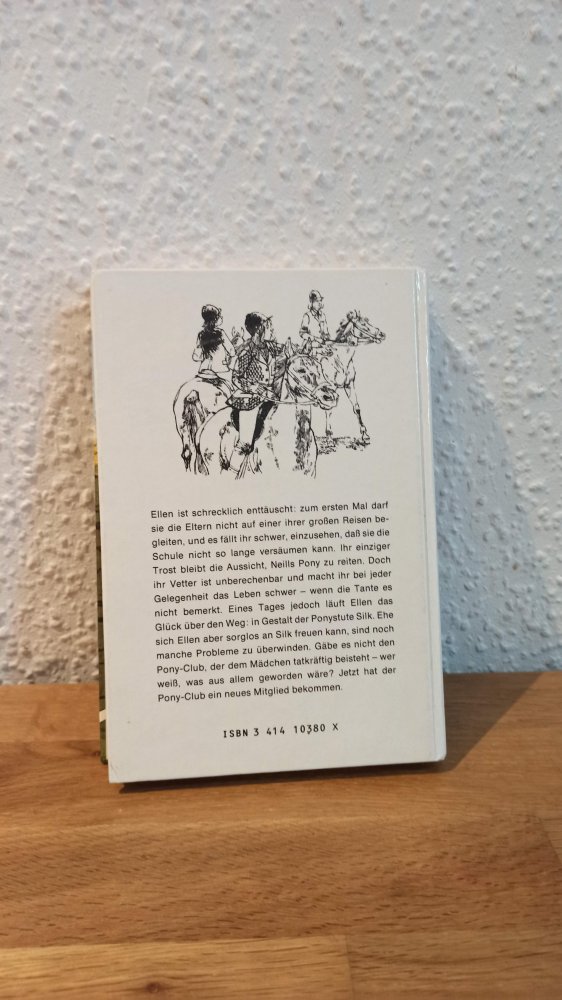 Ellen ist schrecklich enttäuscht: zum ersten Mal darf
sie die Eltern nicht auf einer ihrer großen Reisen be-
gleiten, und es fällt ihr schwer, einzusehen, daß sie die
Schule nicht so lange versäumen kann. Ihr einziger
Trost bleibt die Aussicht, Neills Pony zu reiten. Doch
ihr Vetter ist unberechenbar und macht ihr bei jeder
Gelegenheit das Leben schwer – wenn die Tante es
nicht bemerkt. Eines Tages jedoch läuft Ellen das
Glück über den Weg: in Gestalt der Ponystute Silk. Ehe
sich Ellen aber sorglos an Silk freuen kann, sind noch
manche Probleme zu überwinden. Gäbe es nicht den
Pony-Club, der dem Mädchen tatkräftig beisteht – wer
weiß, was aus allem geworden wäre? Jetzt hat der
Pony-Club ein neues Mitglied bekommen.
ISBN 3 414 10380 X